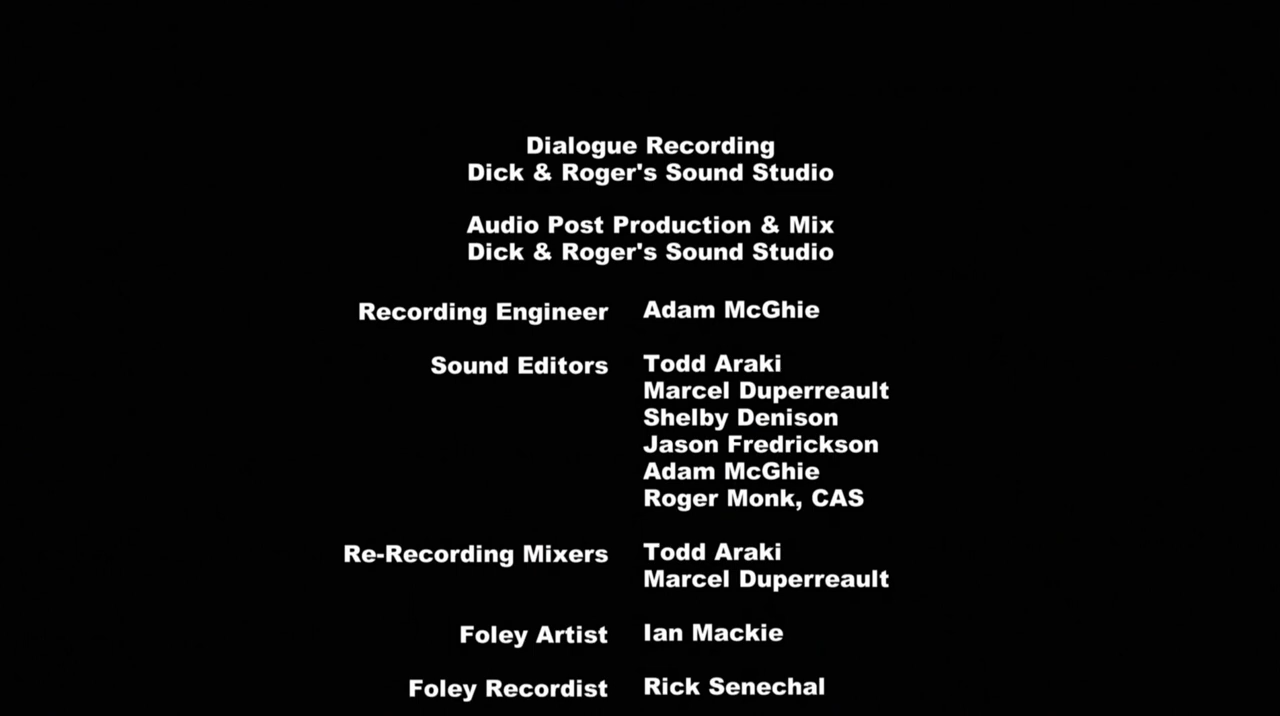 Dialogue Recording
Dick & Roger's Sound Studio
Audio Post Production & Mix
Dick & Roger's Sound Studio
Recording Engineer Adam McGhie
Sound Editors Todd Araki
Marcel Duperreault
Shelby Denison
Jason Fredrickson
Adam McGhie
Roger Monk, CAS
Re-Recording Mixers Todd Araki
Marcel Duperreault
Foley Artist Ian Mackie
Foley Recordist Rick Senechal